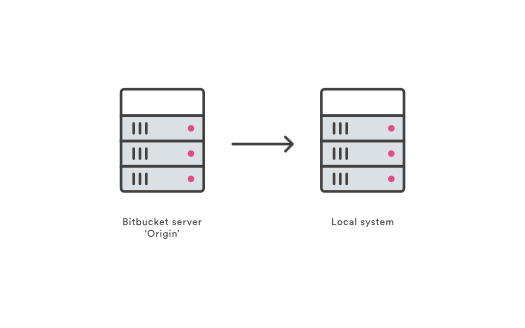 Bitbucket server
‘Origin’
Local system